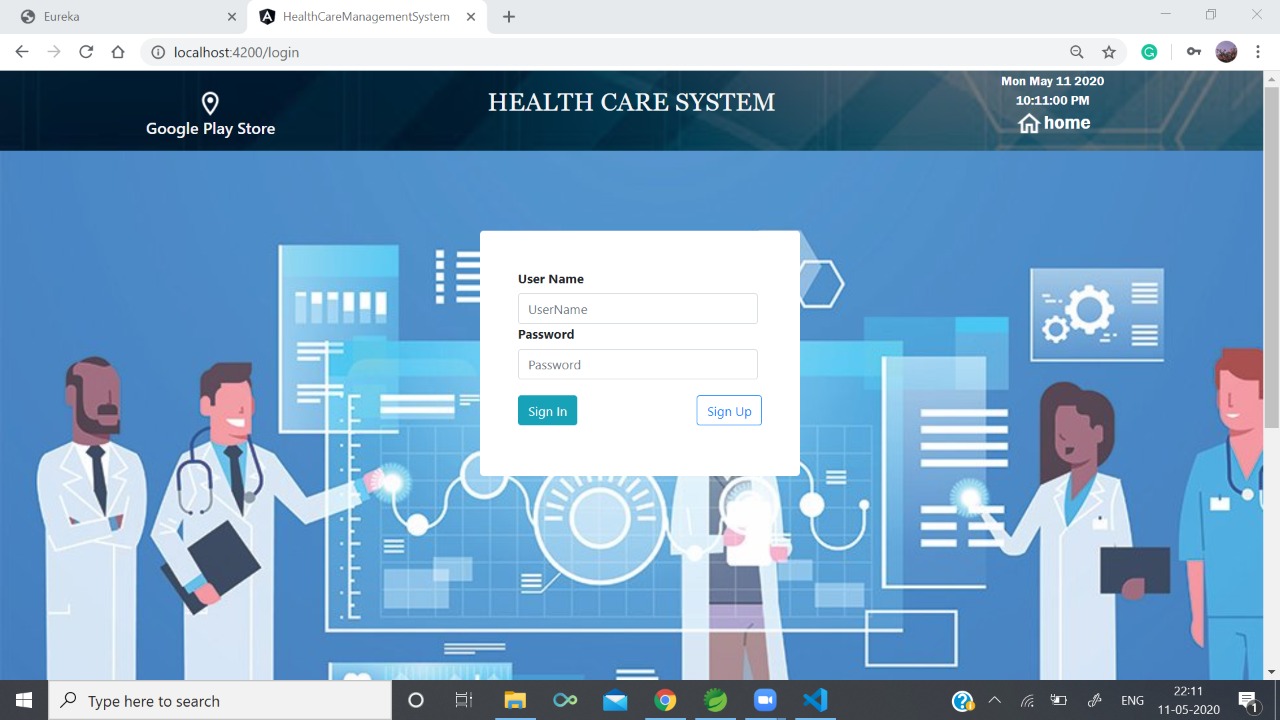 Eureka
HealthCareManagementSystem
localhost:4200/login
Google Play Store
HEALTH CARE SYSTEM
Mon May 11 2020
10:11:00 PM
home
User Name
UserName
Password
Password
Sign In
Sign Up
Type here to search
ENG
22:11
11-05-2020
1